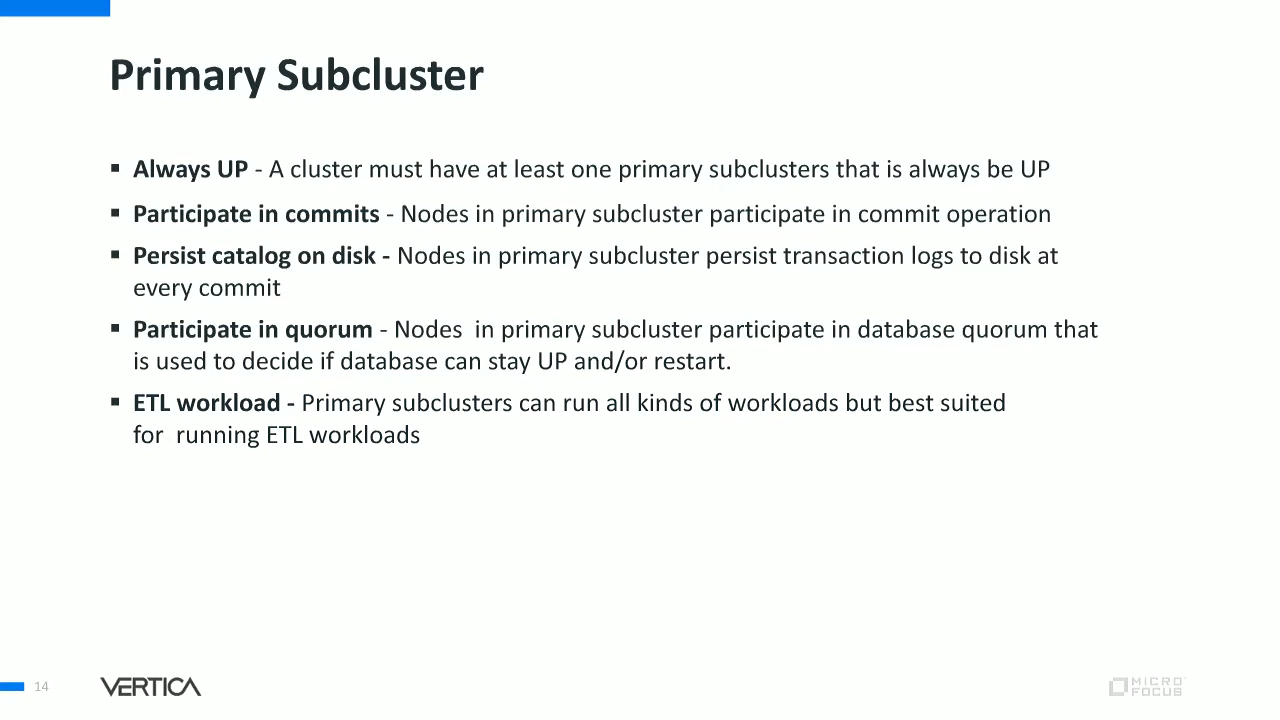 Primary Subcluster
▪ Always UP - A cluster must have at least one primary subclusters that is always be UP
▪ Participate in commits - Nodes in primary subcluster participate in commit operation
▪ Persist catalog on disk - Nodes in primary subcluster persist transaction logs to disk at
every commit
▪ Participate in quorum - Nodes  in primary subcluster participate in database quorum that
is used to decide if database can stay UP and/or restart.
▪ ETL workload - Primary subclusters can run all kinds of workloads but best suited
for  running ETL workloads
14
VERTICA
MICRO
FOCUS